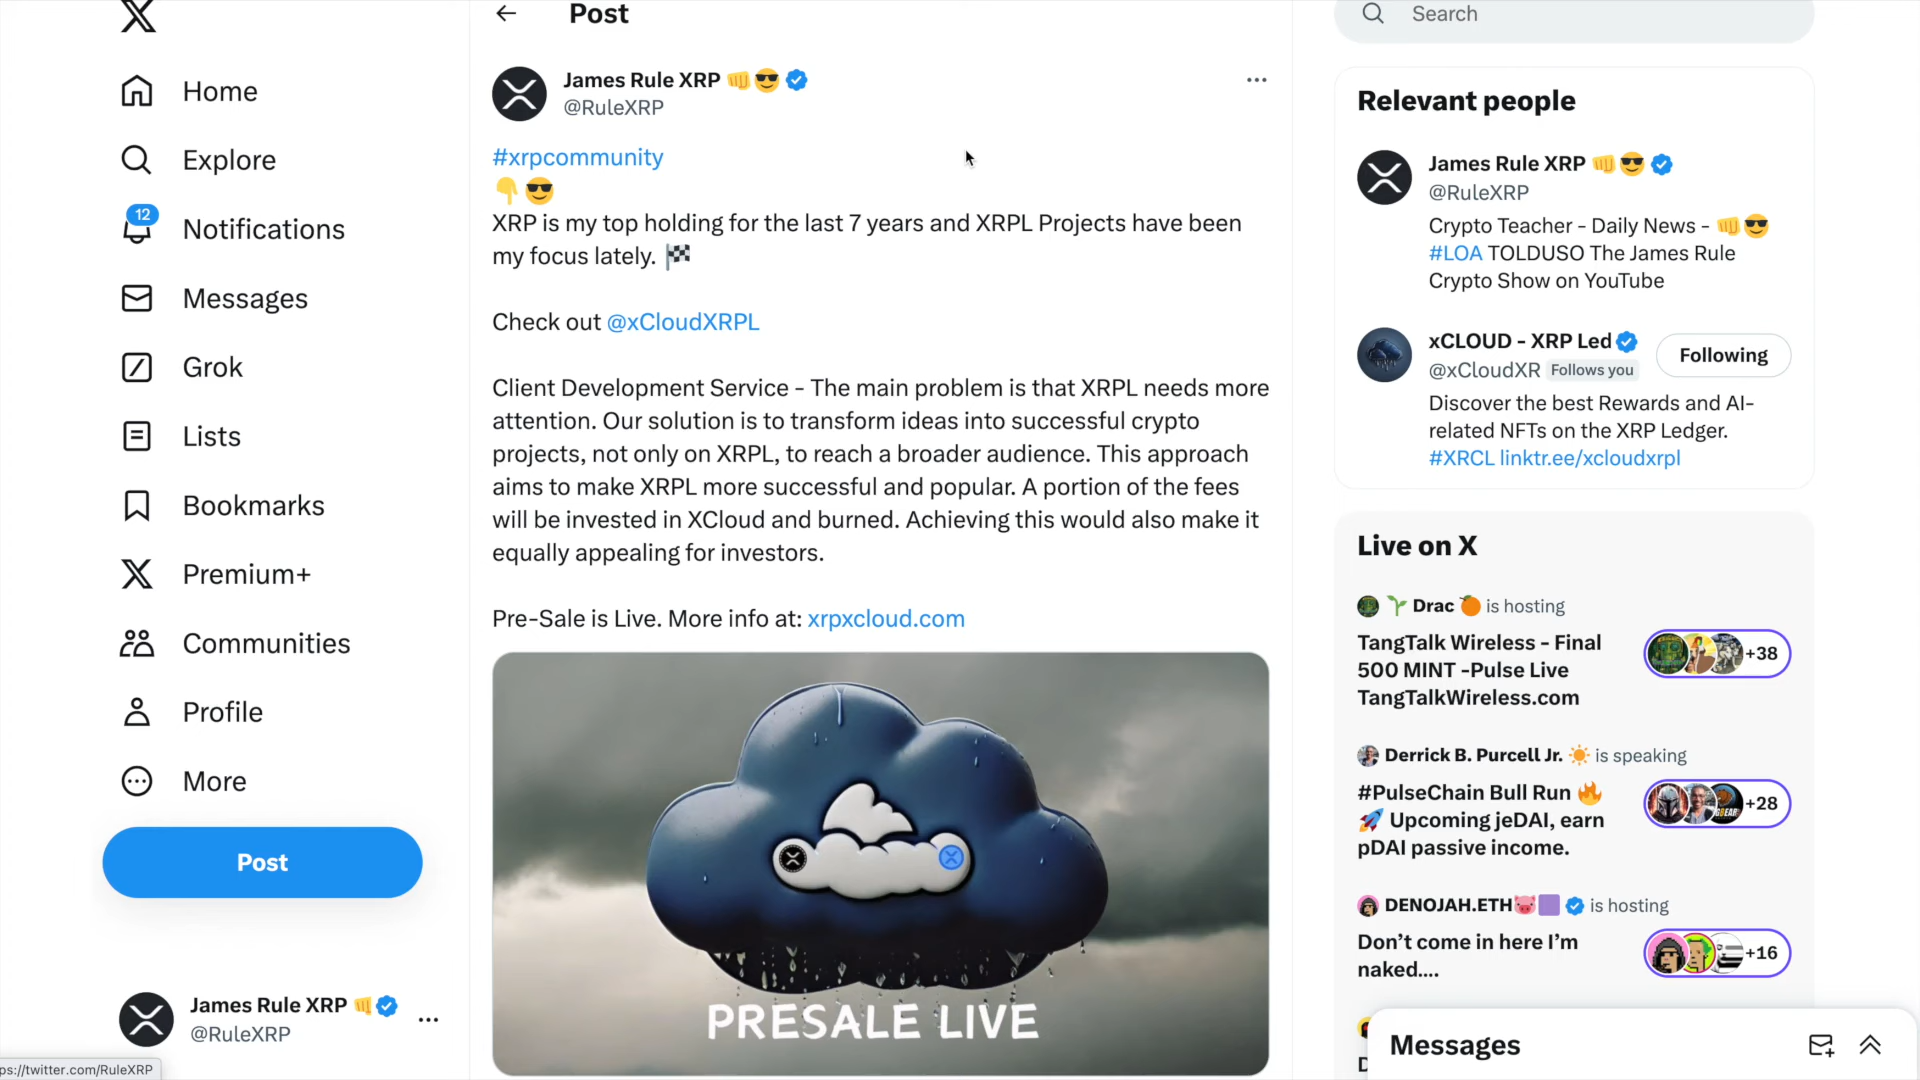 Home
Explore
12
Notifications
Messages
Grok
Lists
Bookmarks
Premium+
Communities
Profile
More
Post
James Rule XRP
@RuleXRP
ps://twitter.com/RuleXRP
Post
James Rule XRP
@RuleXRP
#xrpcommunity
XRP is my top holding for the last 7 years and XRPL Projects have been
my focus lately.
Check out @xCloudXRPL
Client Development Service - The main problem is that XRPL needs more
attention. Our solution is to transform ideas into successful crypto
projects, not only on XRPL, to reach a broader audience. This approach
aims to make XRPL more successful and popular. A portion of the fees
will be invested in XCloud and burned. Achieving this would also make it
equally appealing for investors.
Pre-Sale is Live. More info at: xrpxcloud.com
PRESALE LIVE
Search
Relevant people
James Rule XRP
@RuleXRP
Crypto Teacher - Daily News -
#LOA TOLDUSO The James Rule
Crypto Show on YouTube
xCLOUD - XRP Led
@xCloudXR Follows you
Following
Discover the best Rewards and AI-
related NFTs on the XRP Ledger.
#XRCL linktr.ee/xcloudxrpl
Live on X
Drac is hosting
TangTalk Wireless - Final
500 MINT -Pulse Live
TangTalkWireless.com
+38
Derrick B. Purcell Jr. is speaking
#PulseChain Bull Run
Upcoming jeDAI, earn
pDAI passive income.
+28
DENOJAH.ETH is hosting
Don't come in here I'm
naked....
+16
Messages